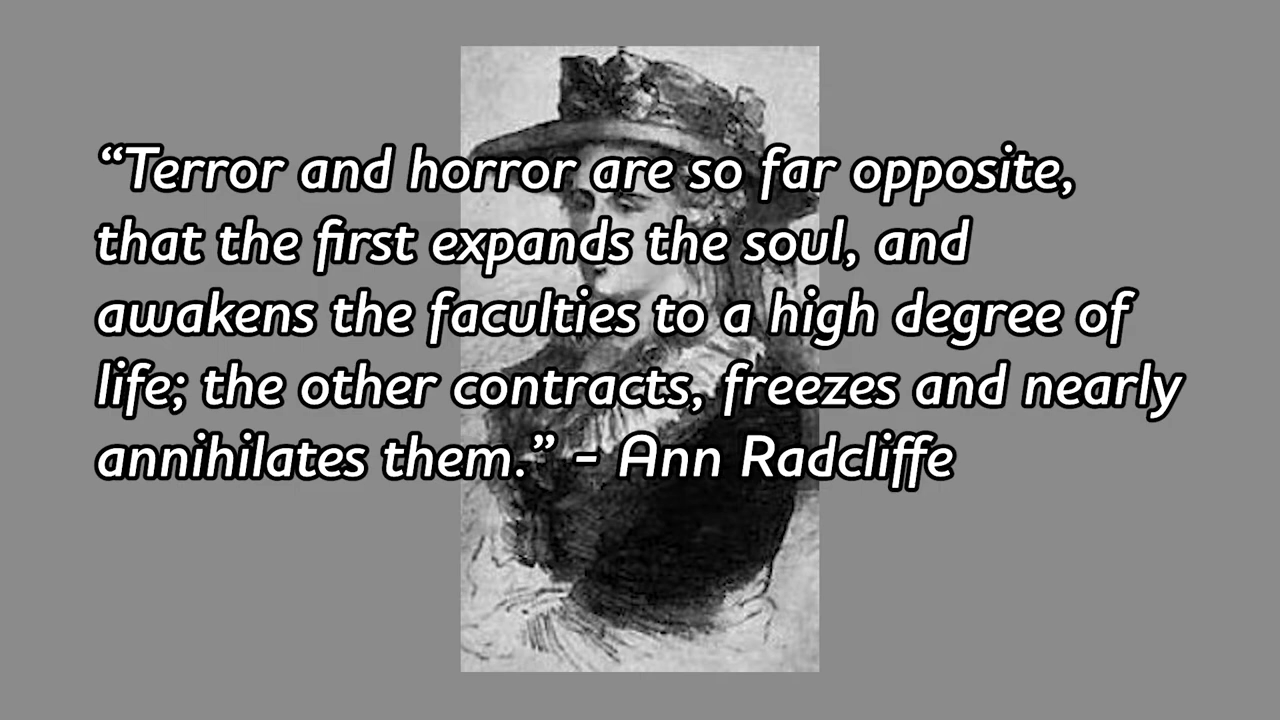 “Terror and horror are so far opposite,
that the first expands the soul, and
awakens the faculties to a high degree of
life; the other contracts, freezes and nearly
annihilates them.” - Ann Radcliffe